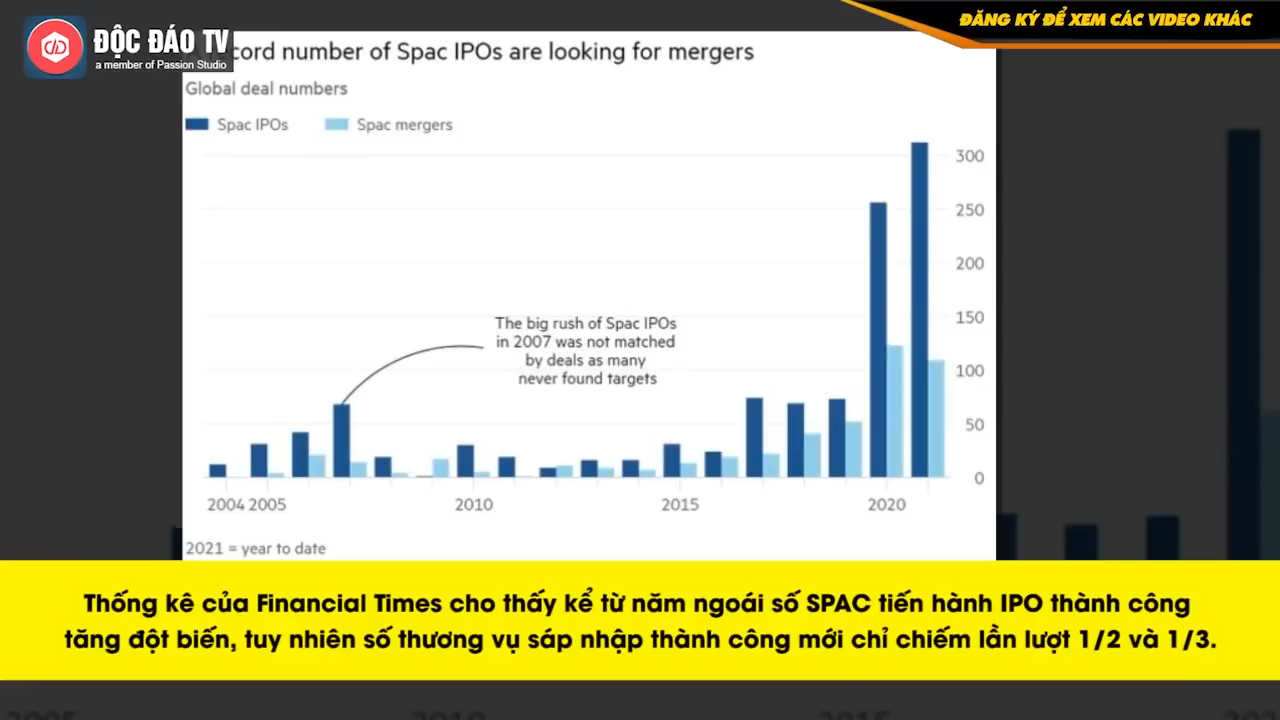 ĐỘC ĐÁO TV
a member of Passion Studio
ĐĂNG KÝ ĐỂ XEM CÁC VIDEO KHÁC
cord number of Spac IPOs are looking for mergers
Global deal numbers
Spac IPOs Spac mergers
300
250
200
150
100
50
0
The big rush of Spac IPOs
in 2007 was not matched
by deals as many
never found targets
2004 2005 2010 2015 2020
2021 = year to date
Thống kê của Financial Times cho thấy kể từ năm ngoái số SPAC tiến hành IPO thành công
tăng đột biến, tuy nhiên số thương vụ sáp nhập thành công mới chỉ chiếm lần lượt 1/2 và 1/3.